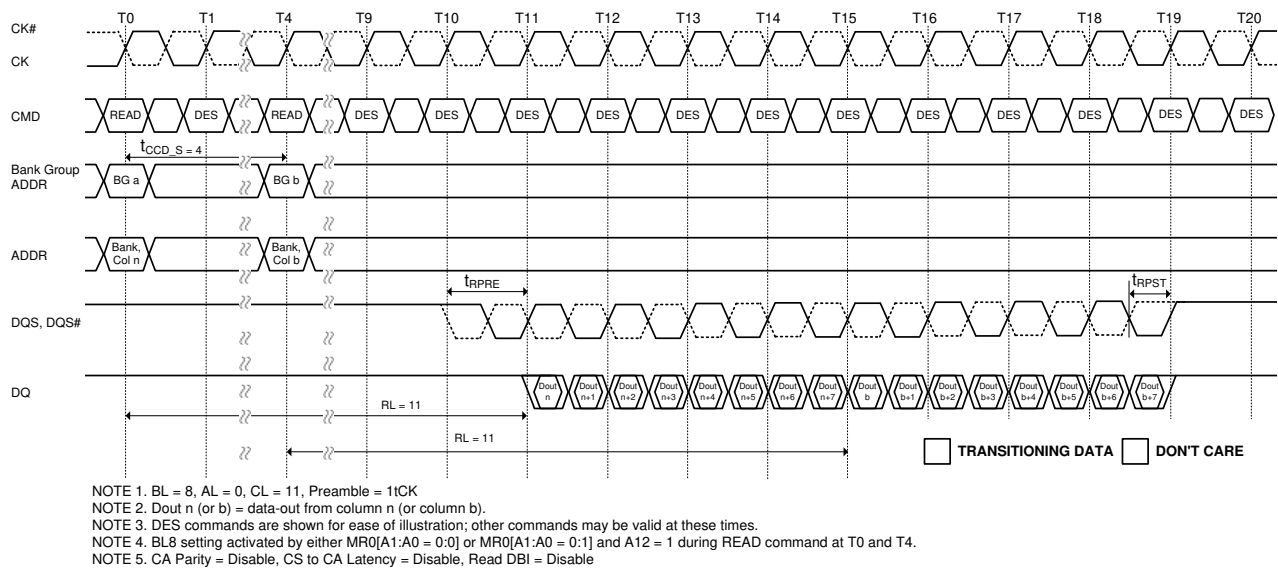 T0 T1 T4 T9 T10 T11 T12 T13 T14 T15 T16 T17 T18 T19 T20
CK#
CK
CMD READ DES READ DES DES DES DES DES DES DES DES DES DES DES DES
tCCD_S = 4
Bank Group
ADDR
BG a BG b
ADDR
Bank,
Col n
Bank,
Col b
tRPRE tRPST
DQS, DQS#
DQ
Dout
n
Dout
n+1
Dout
n+2
Dout
n+3
Dout
n+4
Dout
n+5
Dout
n+6
Dout
n+7
Dout
b
Dout
b+1
Dout
b+2
Dout
b+3
Dout
b+4
Dout
b+5
Dout
b+6
Dout
b+7
RL = 11
RL = 11
TRANSITIONING DATA DON'T CARE
NOTE 1. BL = 8, AL = 0, CL = 11, Preamble = 1tCK
NOTE 2. Dout n (or b) = data-out from column n (or column b).
NOTE 3. DES commands are shown for ease of illustration; other commands may be valid at these times.
NOTE 4. BL8 setting activated by either MR0[A1:A0 = 0:0] or MR0[A1:A0 = 0:1] and A12 = 1 during READ command at T0 and T4.
NOTE 5. CA Parity = Disable, CS to CA Latency = Disable, Read DBI = Disable